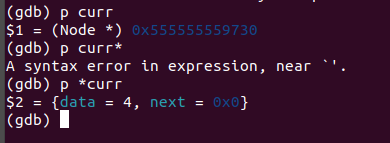 (gdb) p curr
$1 = (Node *) 0x555555559730
(gdb) p curr*
A syntax error in expression, near `'.
(gdb) p *curr
$2 = {data = 4, next = 0x0}
(gdb)